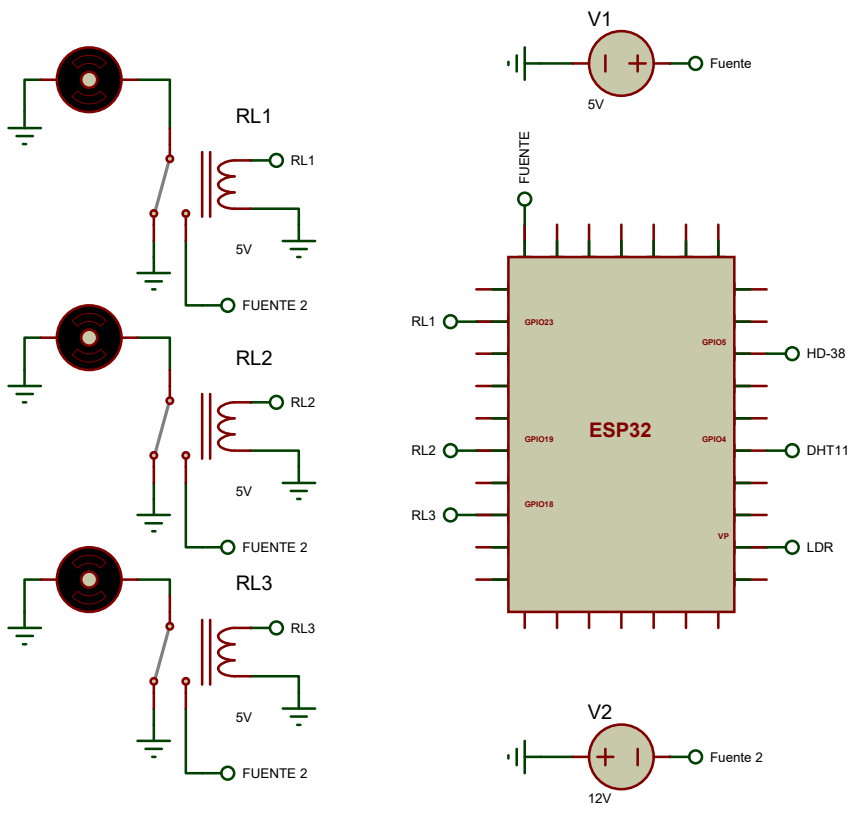 V1
Fuente
5V
RL1
RL1
5V
FUENTE 2
RL2
RL2
5V
FUENTE 2
RL3
RL3
5V
FUENTE 2
FUENTE
RL1
GPIO23
GPIO5
HD-38
ESP32
RL2
GPIO19
GPIO4
DHT11
RL3
GPIO18
VP
LDR
V2
Fuente 2
12V